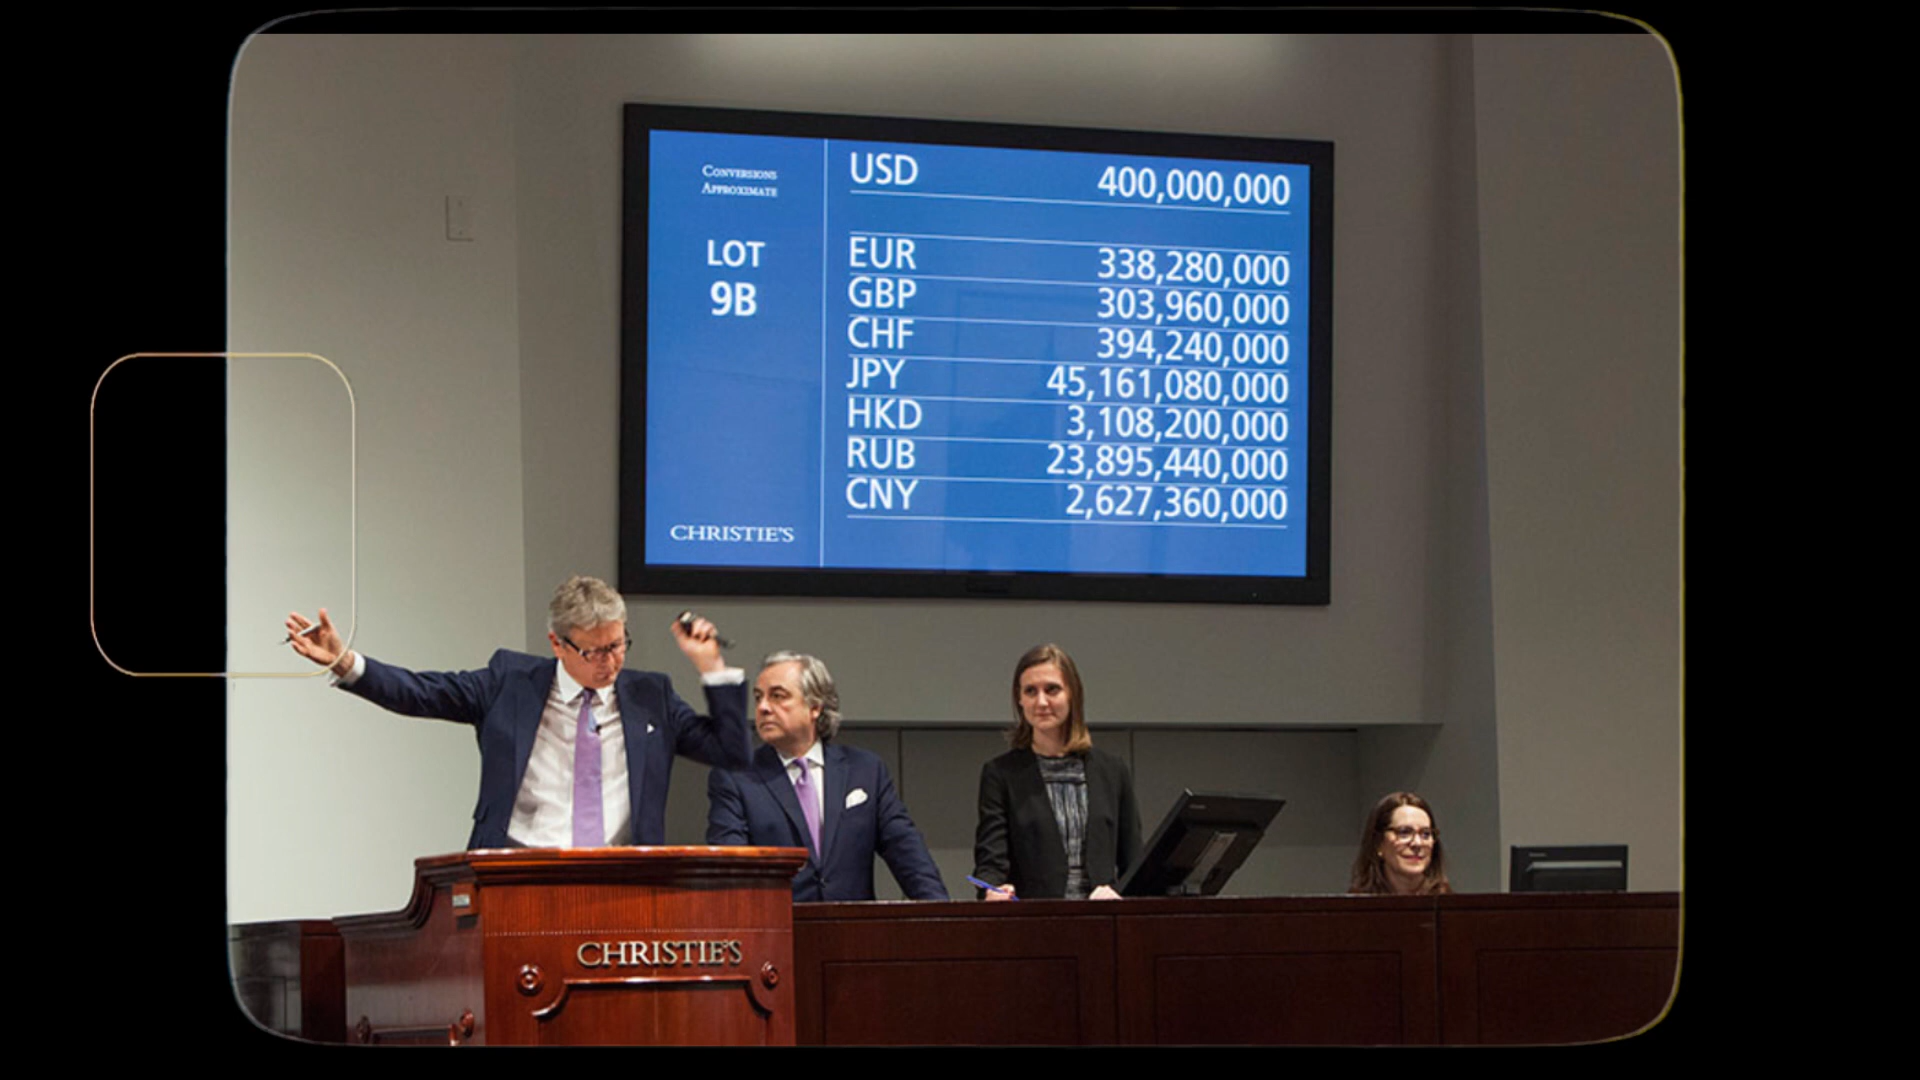 CONVERSIONS
APPROXIMATE
LOT
9B
CHRISTIE'S
USD 400,000,000
EUR 338,280,000
GBP 303,960,000
CHF 394,240,000
JPY 45,161,080,000
HKD 3,108,200,000
RUB 23,895,440,000
CNY 2,627,360,000
CHRISTIE'S